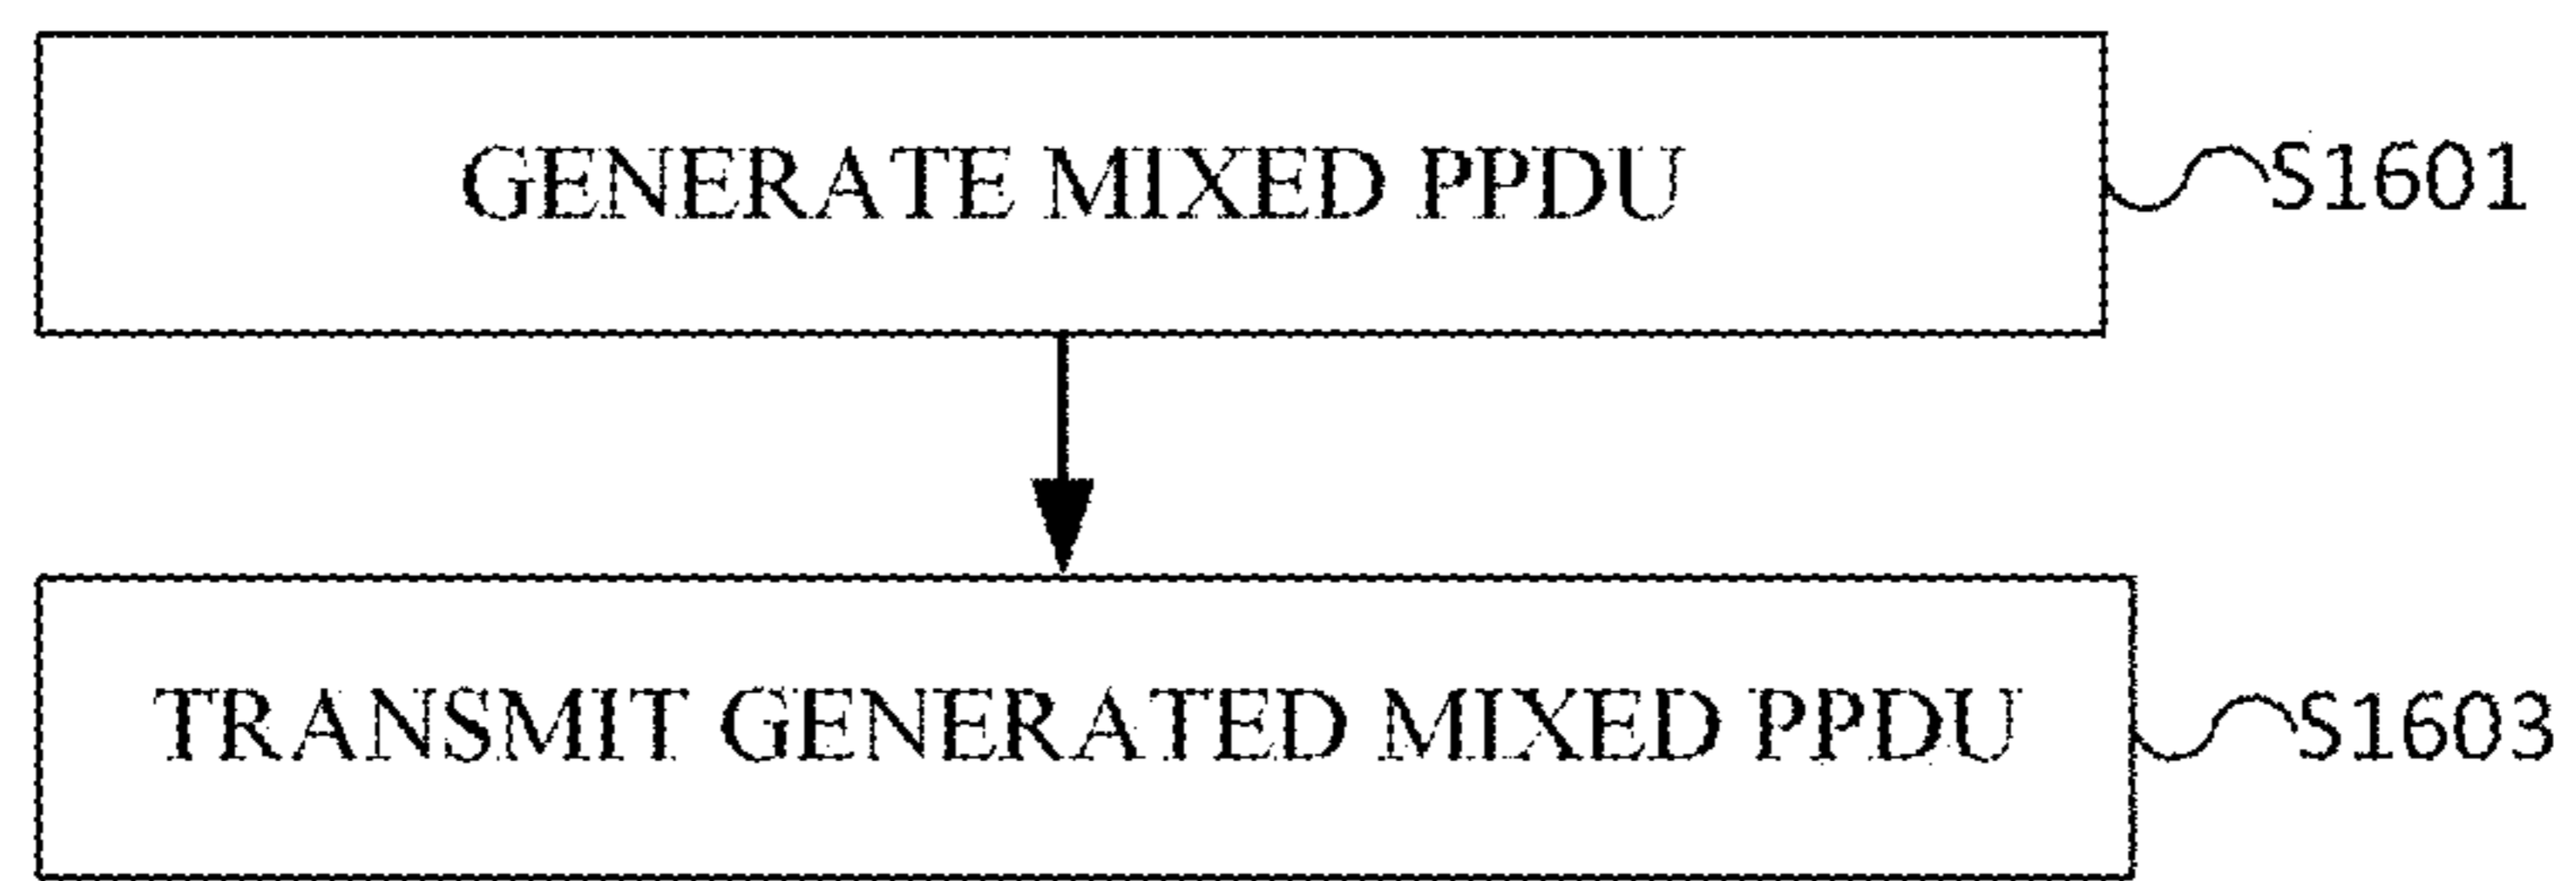 GENERATE MIXED PPDU
S1601
TRANSMIT GENERATED MIXED PPDU
S1603